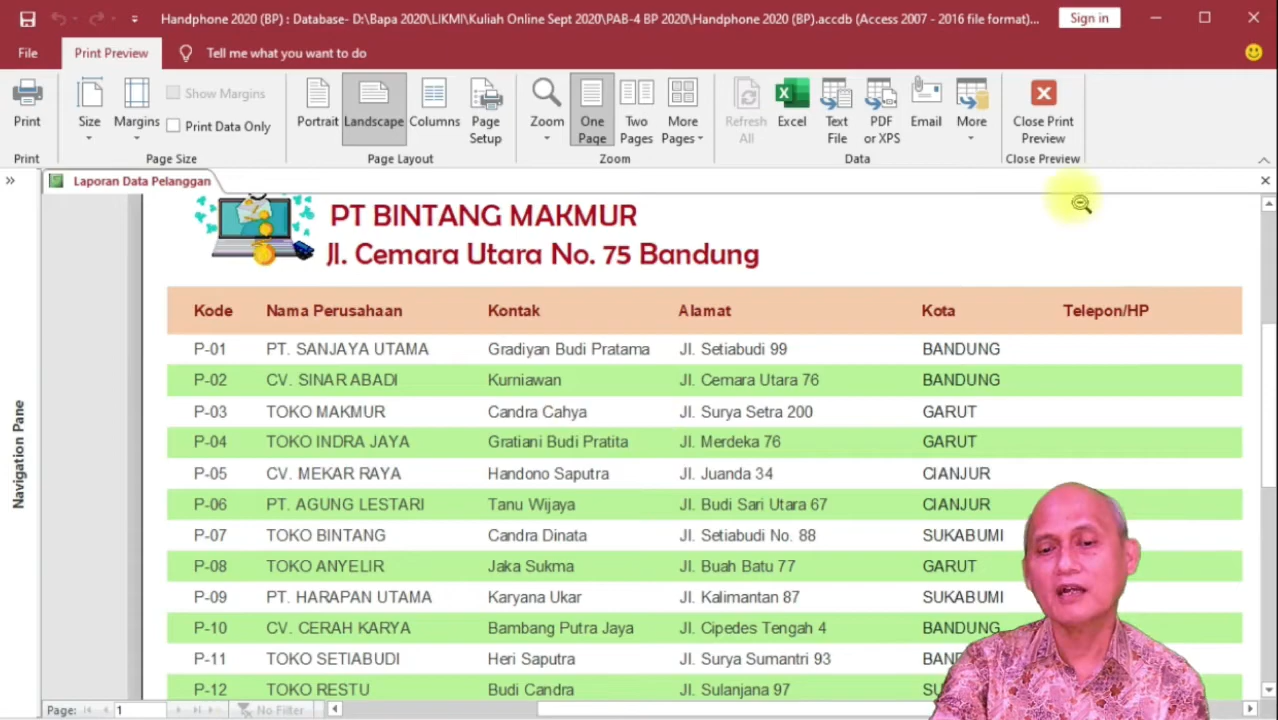 Handphone 2020 (BP) : Database- D:\Bapa 2020\LIKMI\Kuliah Online Sept 2020\PAB-4 BP 2020\Handphone 2020 (BP).accdb (Access 2007 - 2016 file format)... Sign in
File Print Preview Tell me what you want to do
Print Size Margins Show Margins Print Data Only Portrait Landscape Columns Page Setup Zoom One Page Two Pages More Pages Refresh All Excel Text File PDF or XPS Email More Close Print Preview
Print Page Size Page Layout Zoom Data Close Preview
Laporan Data Pelanggan
Navigation Pane
PT BINTANG MAKMUR
Jl. Cemara Utara No. 75 Bandung
Kode Nama Perusahaan Kontak Alamat Kota Telepon/HP
P-01 PT. SANJAYA UTAMA Gradiyan Budi Pratama Jl. Setiabudi 99 BANDUNG
P-02 CV. SINAR ABADI Kurniawan Jl. Cemara Utara 76 BANDUNG
P-03 TOKO MAKMUR Candra Cahya Jl. Surya Setra 200 GARUT
P-04 TOKO INDRA JAYA Gratiani Budi Pratita Jl. Merdeka 76 GARUT
P-05 CV. MEKAR RAYA Handono Saputra Jl. Juanda 34 CIANJUR
P-06 PT. AGUNG LESTARI Tanu Wijaya Jl. Budi Sari Utara 67 CIANJUR
P-07 TOKO BINTANG Candra Dinata Jl. Setiabudi No. 88 SUKABUMI
P-08 TOKO ANYELIR Jaka Sukma Jl. Buah Batu 77 GARUT
P-09 PT. HARAPAN UTAMA Karyana Ukar Jl. Kalimantan 87 SUKABUMI
P-10 CV. CERAH KARYA Bambang Putra Jaya Jl. Cipedes Tengah 4 BANDUNG
P-11 TOKO SETIABUDI Heri Saputra Jl. Surya Sumantri 93
P-12 TOKO RESTU Budi Candra Jl. Sulanjana 97
Page: 1 No Filter